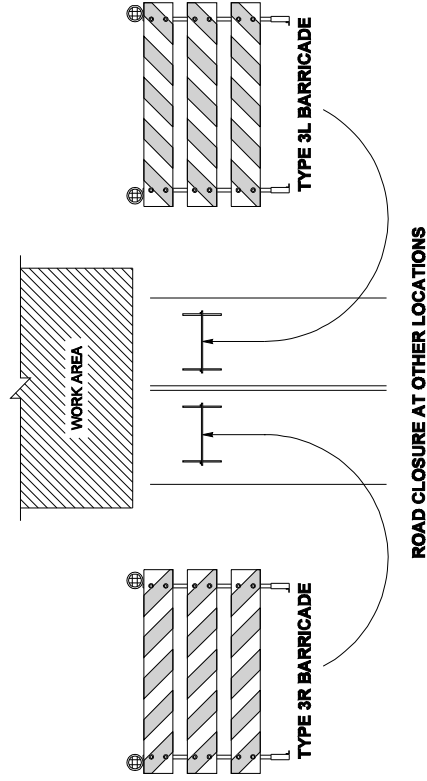 WORK AREA
TYPE 3R BARRICADE
TYPE 3L BARRICADE
ROAD CLOSURE AT OTHER LOCATIONS